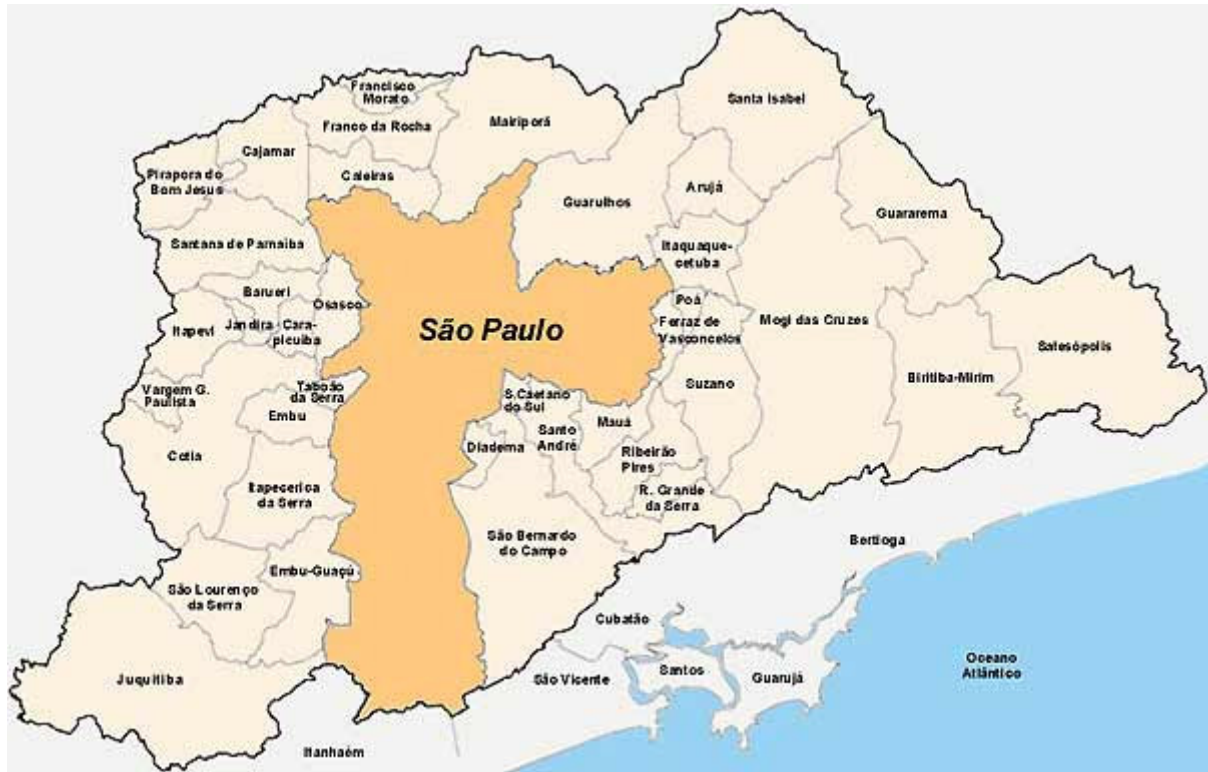 Francisco
Morato
Franco da Rocha
Mairiporã
Santa Isabel
Cajamar
Pirapora do
Bom Jesus
Caieiras
Guarulhos
Arujá
Guararema
Santana de Parnaíba
Itaquaque-
cetuba
Barueri
Osasco
Poá
Itapevi
Jandira
Cara-
picuíba
São Paulo
Ferraz de
Vasconcelos
Mogi das Cruzes
Salesópolis
Biritiba-Mirim
Suzano
Vargem G.
Paulista
Taboão
da Serra
Embu
S.Caetano
do Sul
Santo
André
Mauá
Diadema
Cotia
Ribeirão
Pires
Itapecerica
da Serra
R. Grande
da Serra
São Bernardo
do Campo
Bertioga
Embu-Guaçú
São Lourenço
da Serra
Cubatão
Juquitiba
São Vicente
Santos
Guarujá
Oceano
Atlântico
Itanhaém